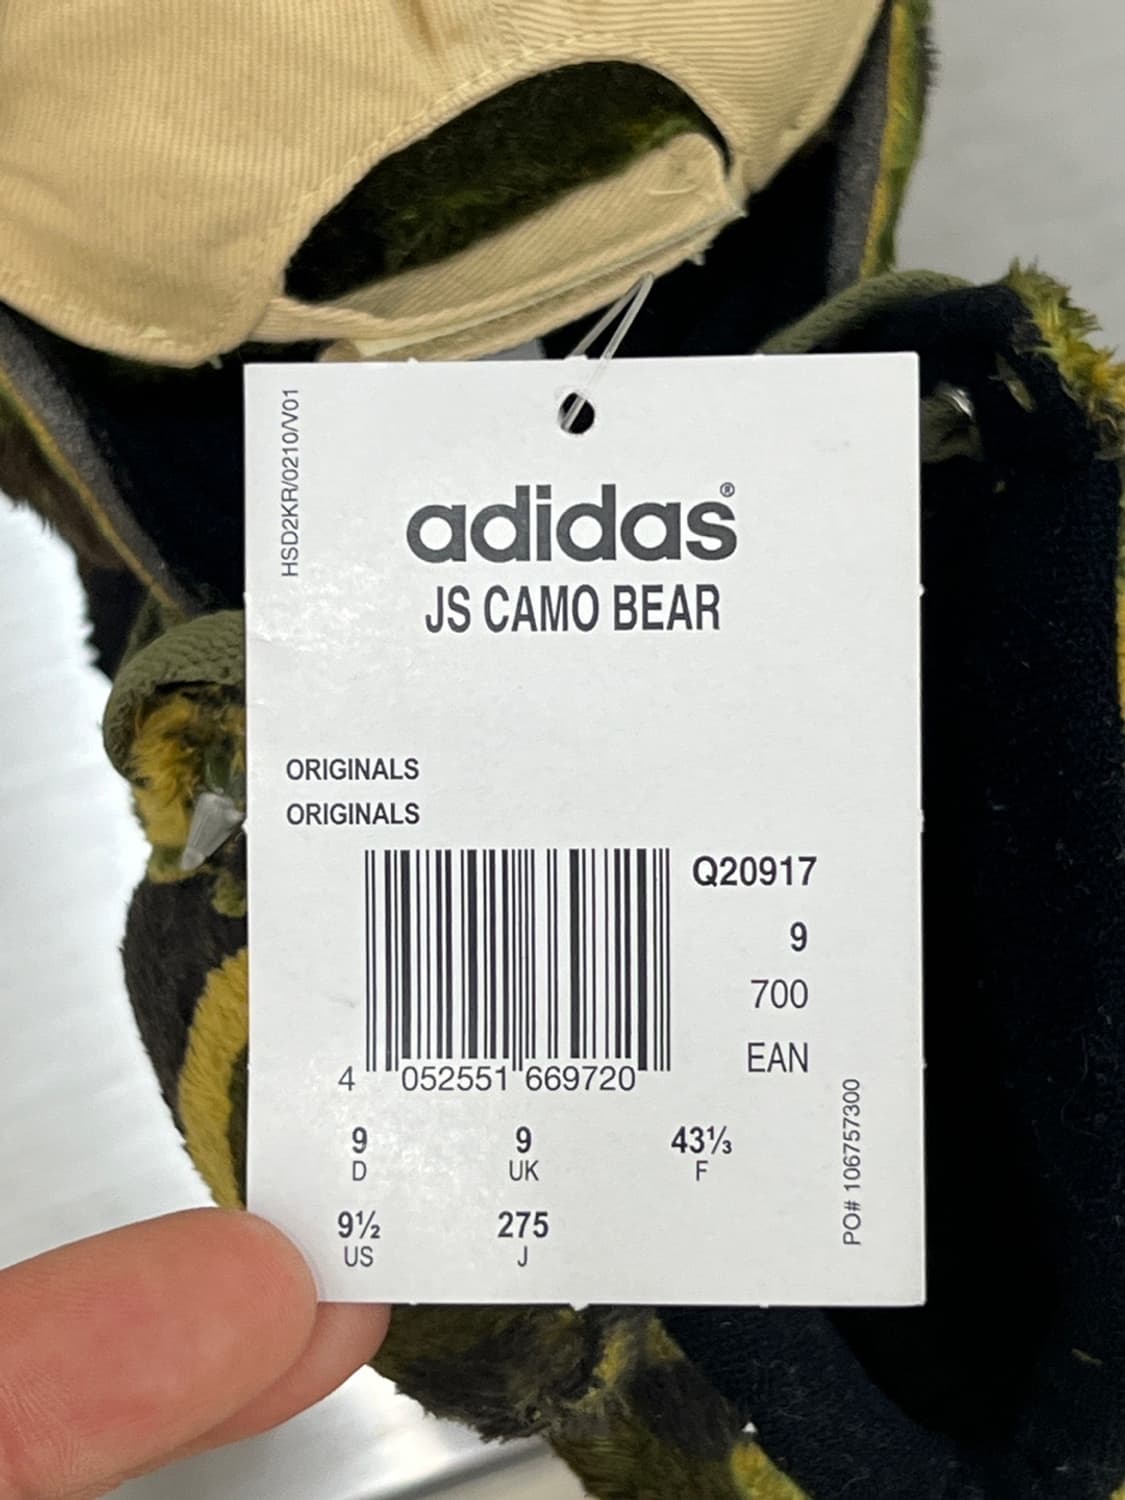 HSD2KR/0210/V01
adidas®
JS CAMO BEAR
ORIGINALS
ORIGINALS
Q20917
9
700
EAN
4 052551 669720
9 9 43⅓
D UK F
9½ 275
US J
PO# 106757300